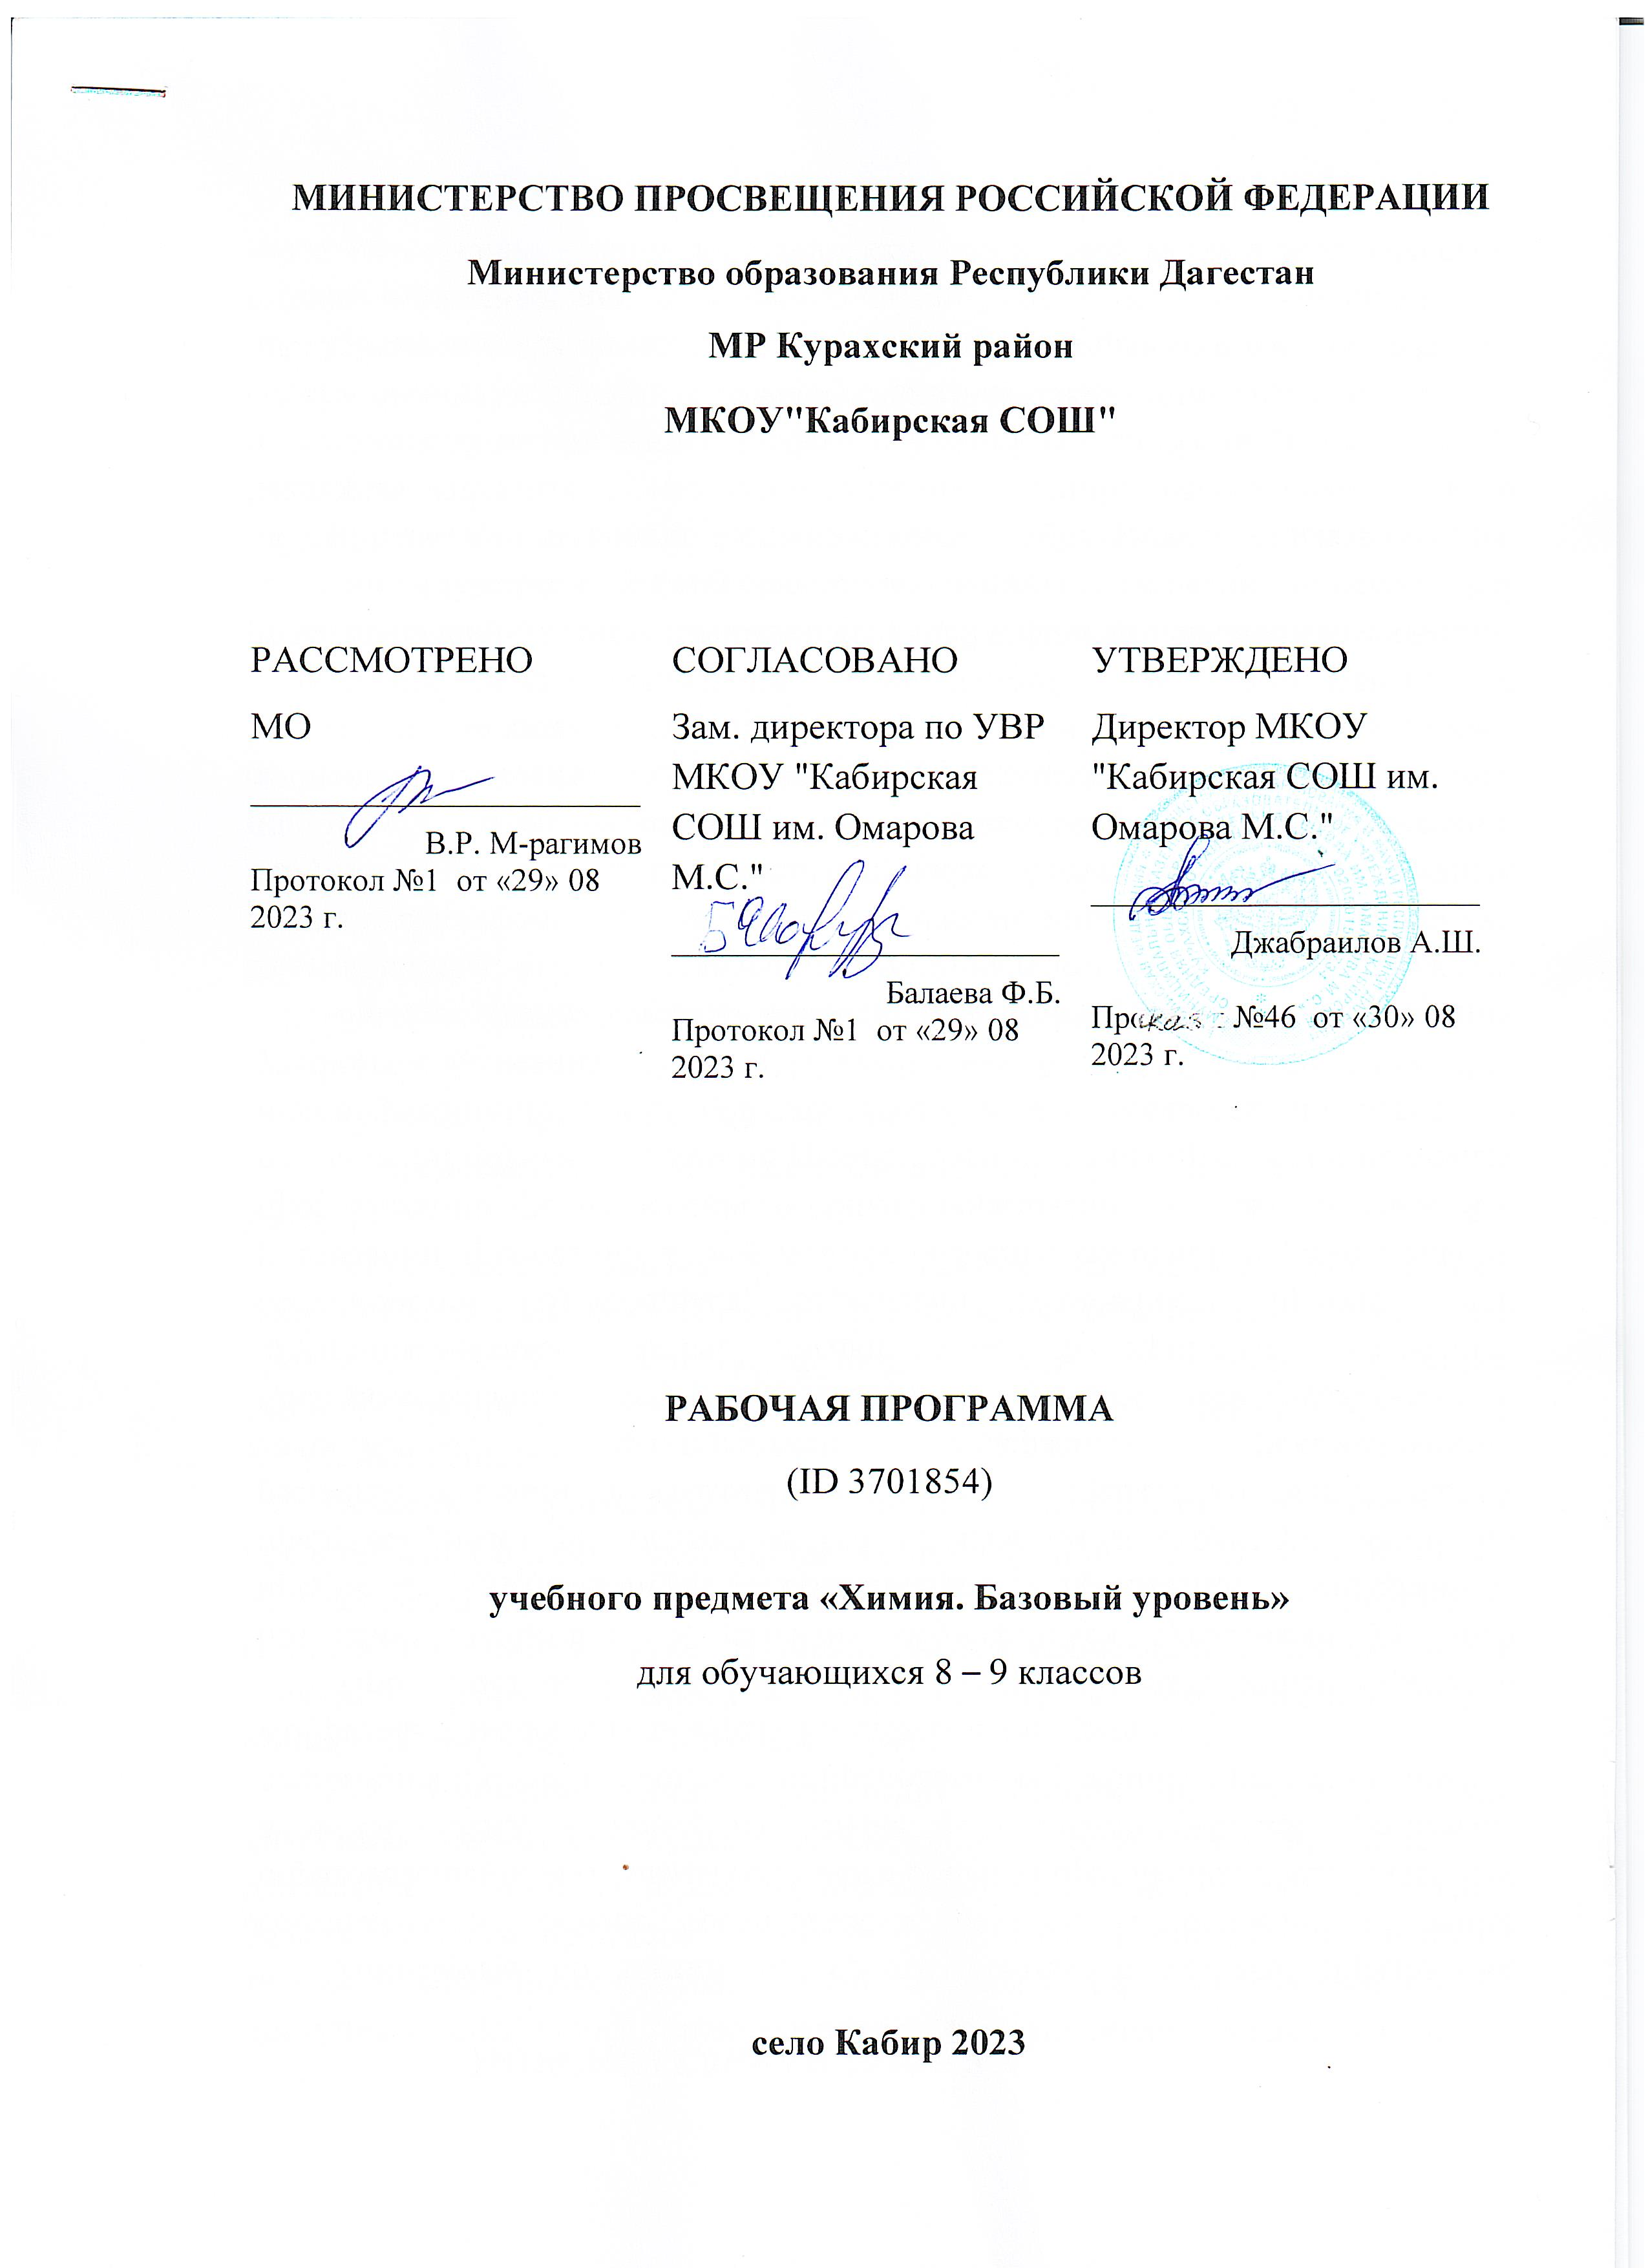 МИНИСТЕРСТВО ПРОСВЕЩЕНИЯ РОССИЙСКОЙ ФЕДЕРАЦИИ
Министерство образования Республики Дагестан
МР Курахский район
МКОУ"Кабирская СОШ"
РАССМОТРЕНО
МО
В.Р. М-рагимов
Протокол №1 от «29» 08
2023 г.
СОГЛАСОВАНО
Зам. директора по УВР
МКОУ "Кабирская
СОШ им. Омарова
М.С."
Балаева Ф.Б.
Протокол №1 от «29» 08
2023 г.
УТВЕРЖДЕНО
Директор МКОУ
"Кабирская СОШ им.
Омарова М.С."
Джабраилов А.Ш.
Приказ №46 от «30» 08
2023 г.
РАБОЧАЯ ПРОГРАММА
(ID 3701854)
учебного предмета «Химия. Базовый уровень»
для обучающихся 8 – 9 классов
село Кабир 2023